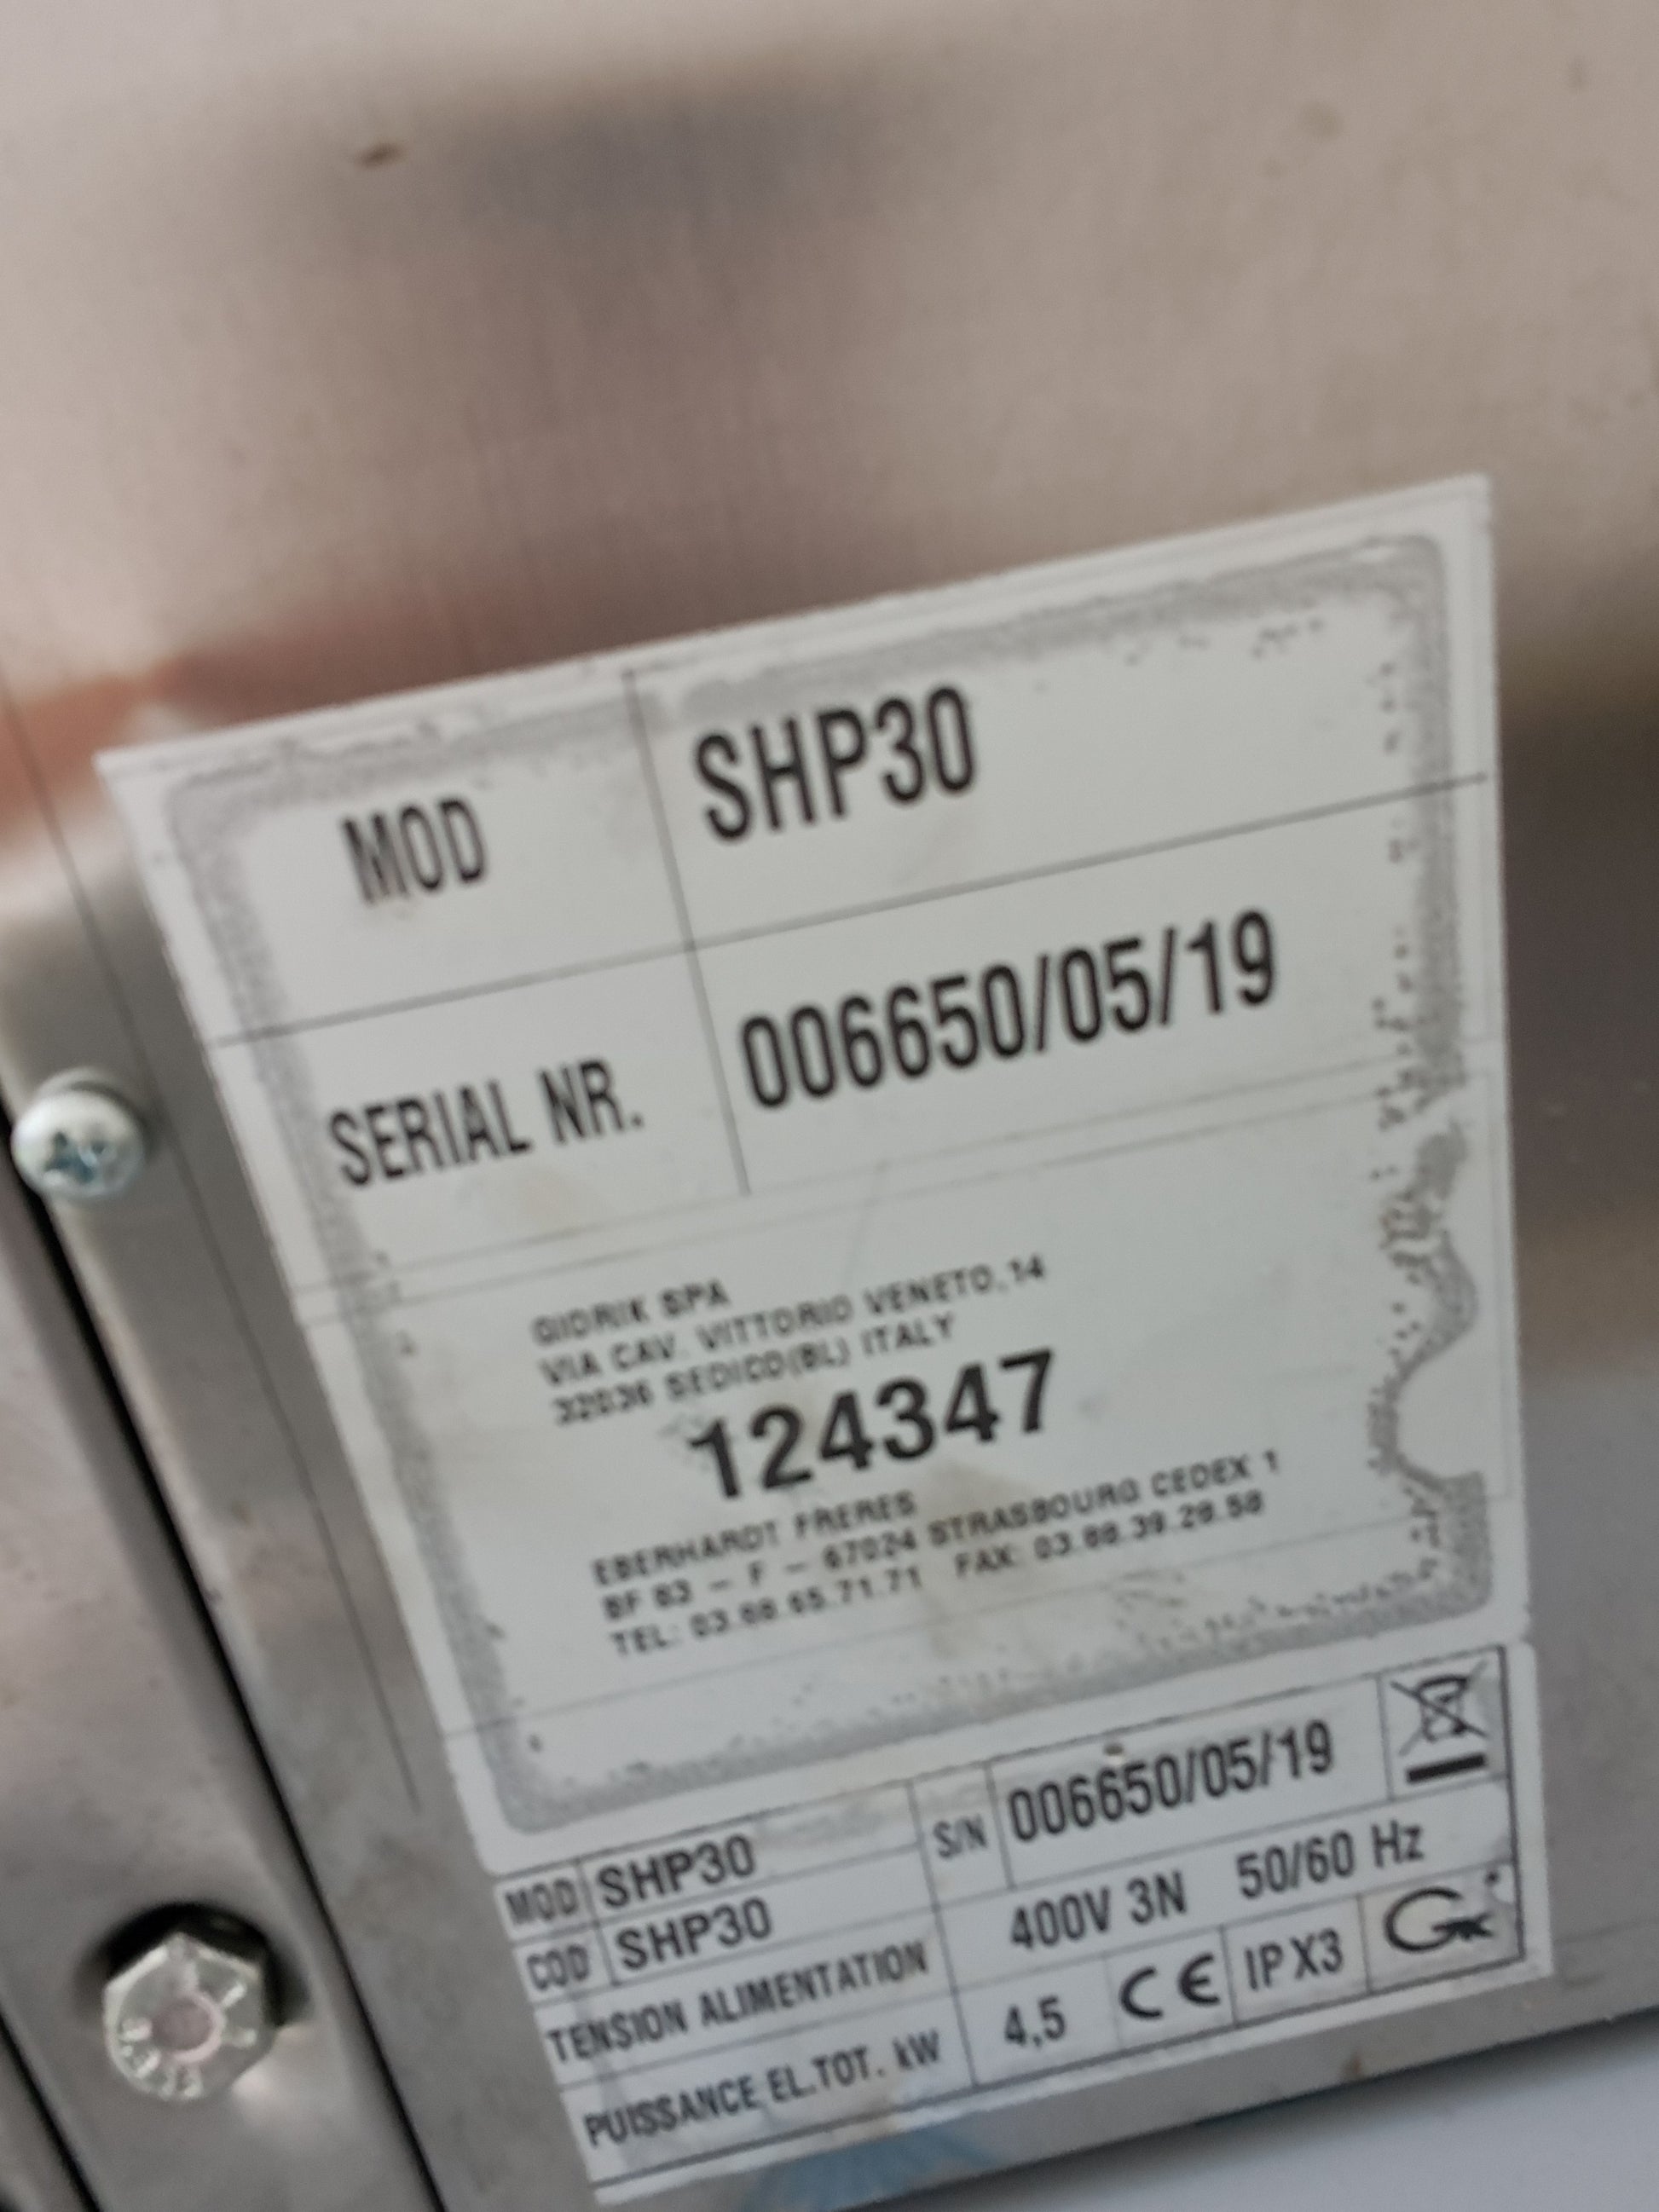 MOD SHP30
SERIAL NR. 006650/05/19
GIDRIK SPA
VIA CAV. VITTORIO VENETO,14
32036 SEDICO(BL) ITALY
124347
EBERHARDT FRERES
BF 83 - F - 67024 STRASBOURG CEDEX 1
TEL: 03.88.65.71.71 FAX: 03.88.39.28.58
MOD SHP30 S/N 006650/05/19
COD SHP30
TENSION ALIMENTATION 400V 3N 50/60 Hz
PUISSANCE EL.TOT. kW 4,5 CE IP X3